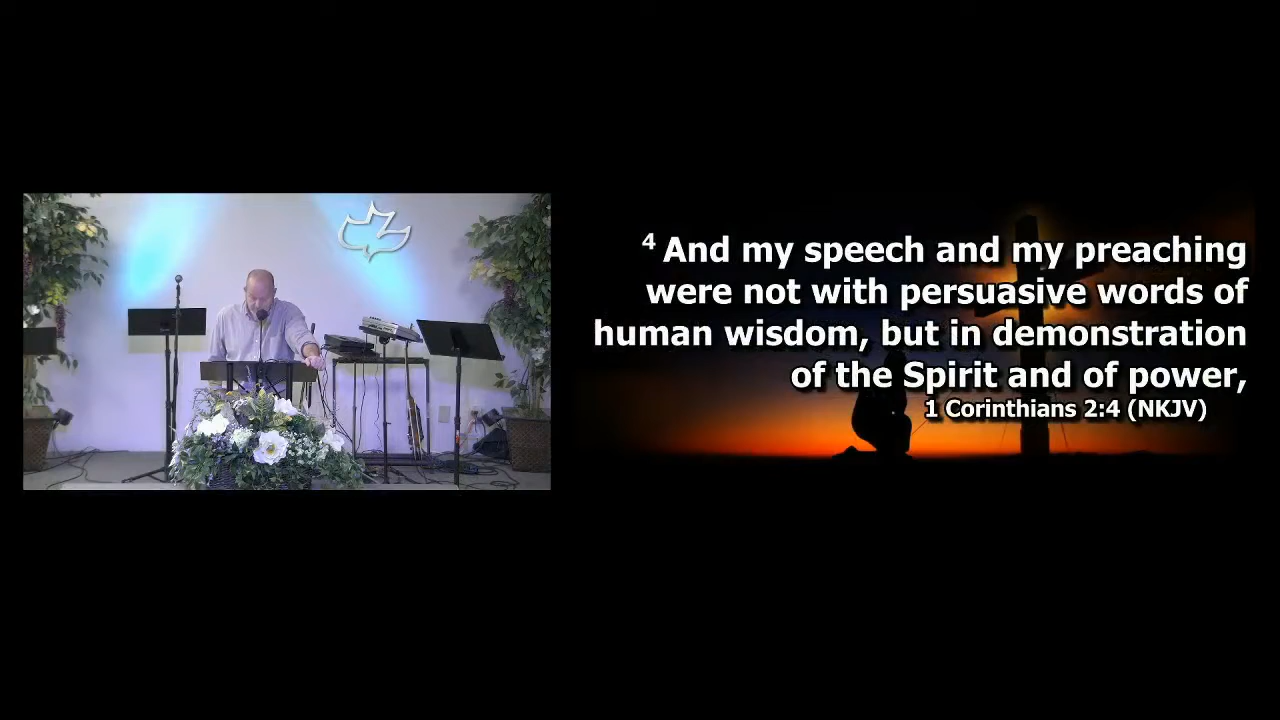 4 And my speech and my preaching
were not with persuasive words of
human wisdom, but in demonstration
of the Spirit and of power,
1 Corinthians 2:4 (NKJV)